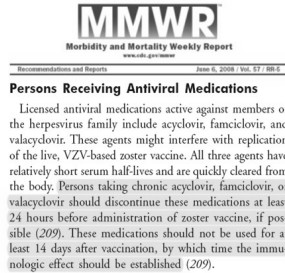 MMWR
Morbidity and Mortality Weekly Report
www.cdc.gov/mmwr
Recommendations and Reports June 6, 2008 / Vol. 57 / RR-5
Persons Receiving Antiviral Medications
Licensed antiviral medications active against members o
the herpesvirus family include acyclovir, famciclovir, and
valacyclovir. These agents might interfere with replication
of the live, VZV-based zoster vaccine. All three agents have
relatively short serum half-lives and are quickly cleared from
the body. Persons taking chronic acyclovir, famciclovir, o
valacyclovir should discontinue these medications at leas
24 hours before administration of zoster vaccine, if pos-
sible (209). These medications should not be used for a
least 14 days after vaccination, by which time the immu
nologic effect should be established (209).